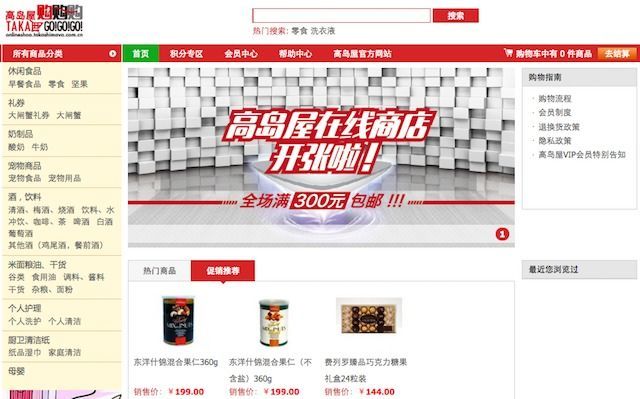 高岛屋 购购购
TAKA GO!GO!GO!
onlineshop.takashimaya.com.cn
搜索
热门搜索: 零食 洗衣液
所有商品分类
首页
积分专区
会员中心
帮助中心
高岛屋官方网站
购物车中有 0 件商品
去结算
休闲食品
早餐食品 零食 坚果
礼券
大闸蟹礼券 大闸蟹
奶制品
酸奶 牛奶
宠物商品
宠物食品 宠物用品
酒，饮料
清酒、梅酒、烧酒 饮料、水
冲饮、咖啡、茶 啤酒 白酒
葡萄酒
其他酒（鸡尾酒，餐前酒）
米面粮油、干货
谷类 食用油 调料、酱料
干货 杂粮、面粉
个人护理
个人洗护 个人清洁
厨卫清洁纸
纸品湿巾 家庭清洁
母婴
高岛屋在线商店
开张啦！
全场满 300元 包邮 !!!
1
购物指南
购物流程
会员制度
退换货政策
隐私政策
高岛屋VIP会员特别告知
最近您浏览过
热门商品
促销推荐
东洋什锦混合果仁360g
销售价：￥199.00
东洋什锦混合果仁（不
含盐）360g
销售价：￥199.00
费列罗臻品巧克力糖果
礼盒24粒装
销售价：￥144.00